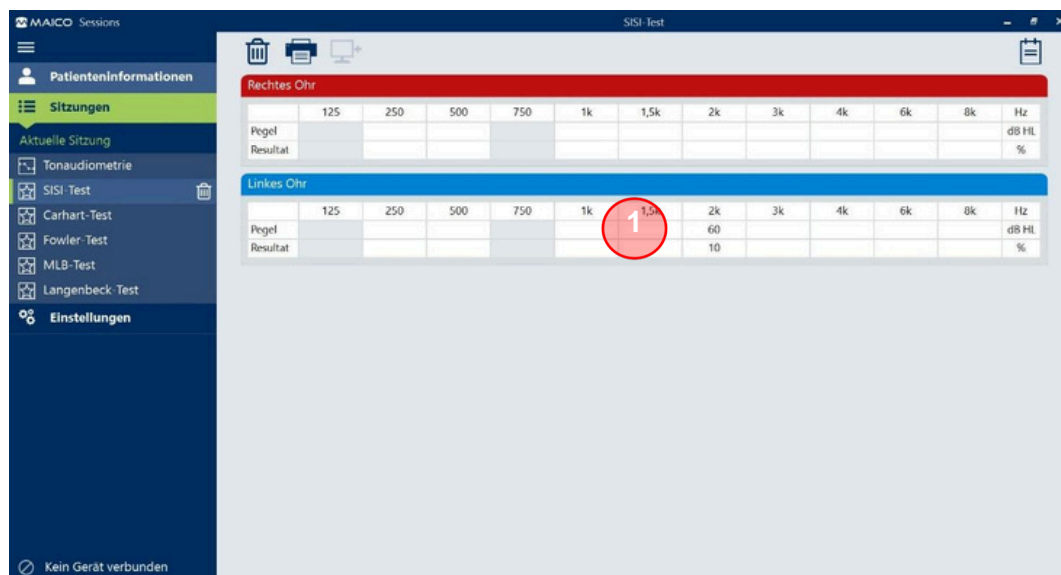 MAICO Sessions
SISI-Test
Patienteninformationen
Sitzungen
Aktuelle Sitzung
Tonaudiometrie
SISI-Test
Carhart-Test
Fowler-Test
MLB-Test
Langenbeck-Test
Einstellungen
Kein Gerät verbunden
Rechtes Ohr
125 250 500 750 1k 1,5k 2k 3k 4k 6k 8k Hz
Pegel dB HL
Resultat %
Linkes Ohr
125 250 500 750 1k 1,5k 2k 3k 4k 6k 8k Hz
1
Pegel 60 dB HL
Resultat 10 %